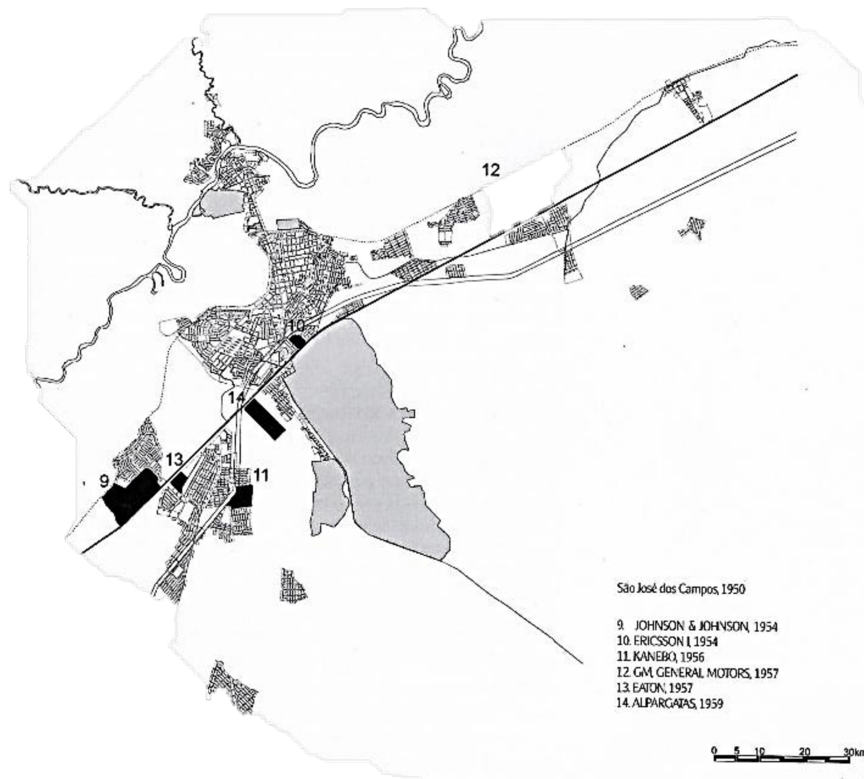 12
10
14
13
9
11
São José dos Campos, 1950
9. JOHNSON & JOHNSON, 1954
10. ERICSSON I, 1954
11. KANEBO, 1956
12. GM, GENERAL MOTORS, 1957
13. EATON, 1957
14. ALPARGATAS, 1959
0 5 10 20 30km